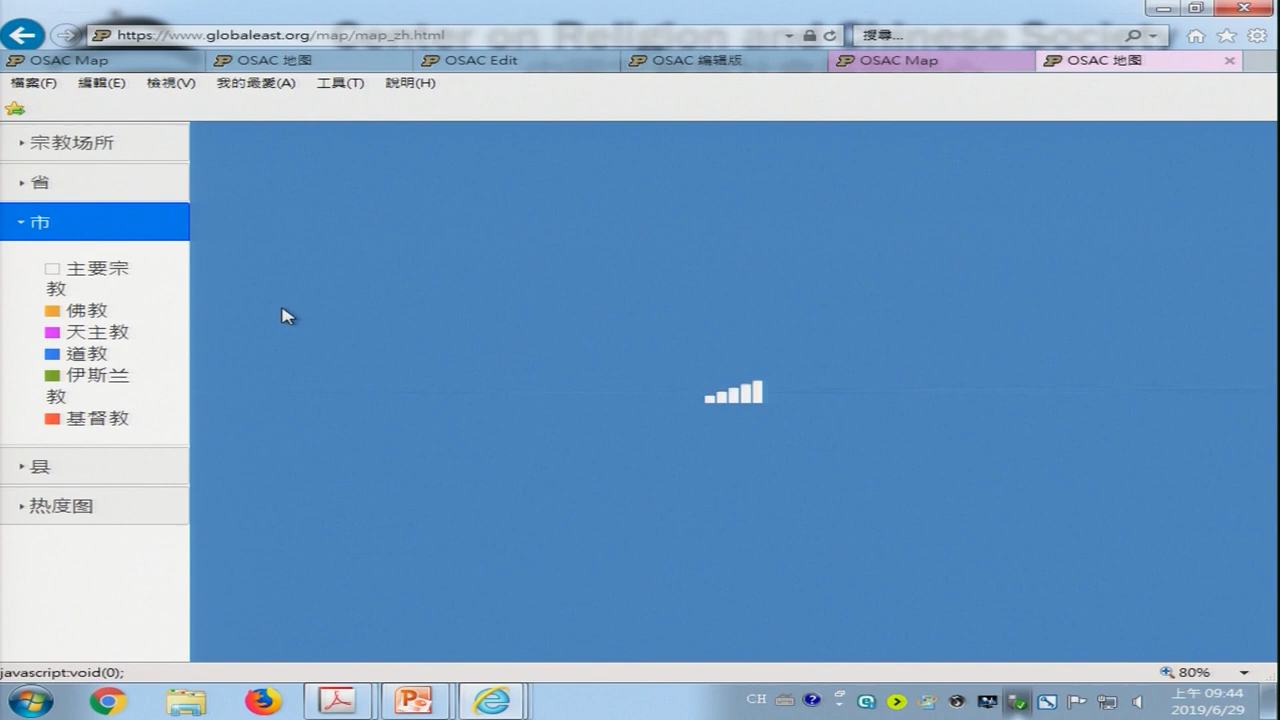 https://www.globaleast.org/map/map_zh.html
搜尋...
OSAC Map
OSAC 地图
OSAC Edit
OSAC 编辑版
OSAC Map
OSAC 地图
檔案(F)
編輯(E)
檢視(V)
我的最愛(A)
工具(T)
說明(H)
宗教场所
省
市
主要宗
教
佛教
天主教
道教
伊斯兰
教
基督教
县
热度图
javascript:void(0);
80%
CH
上午 09:44
2019/6/29